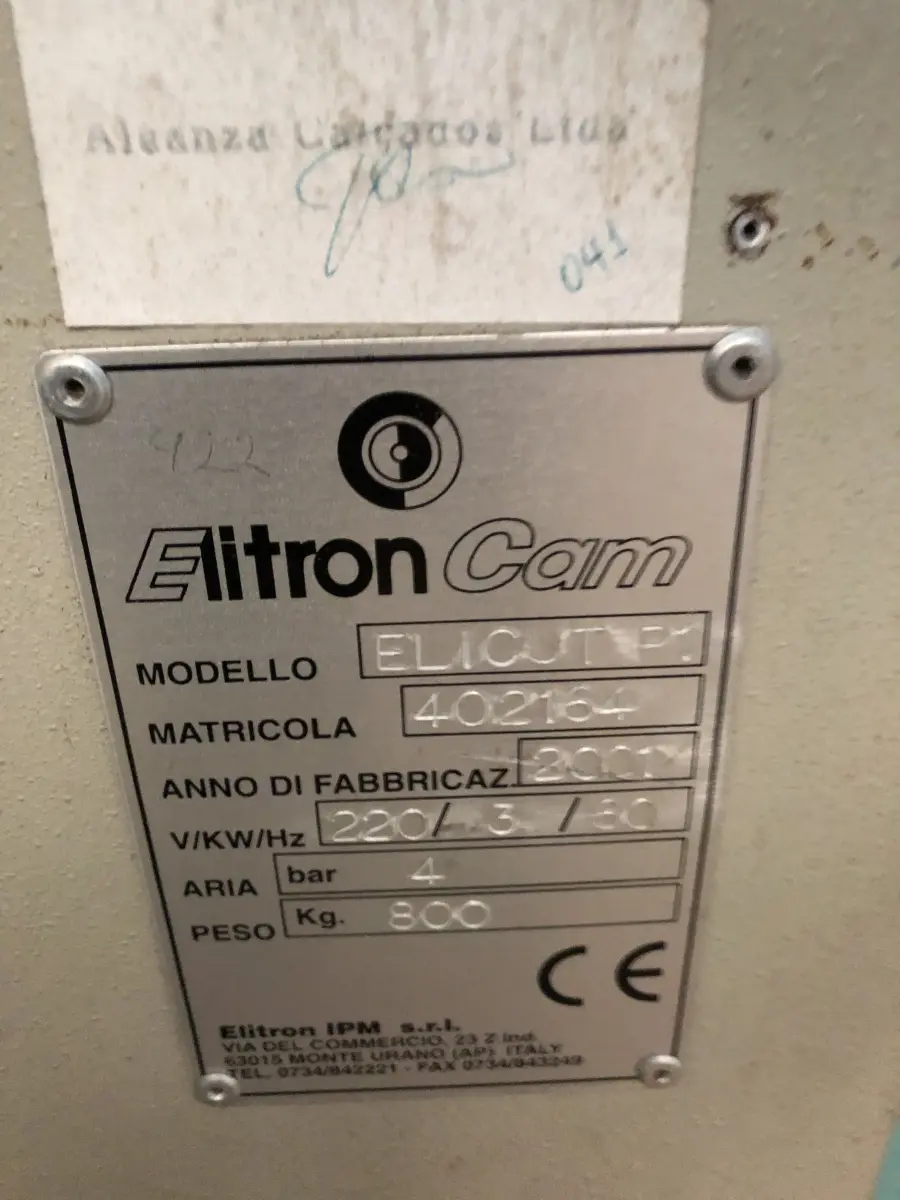 Calçados Ltda
041
422
Elitron Cam
MODELLO ELICUT P1
MATRICOLA 402164
ANNO DI FABBRICAZ. 2001
V/KW/Hz 220/ 3 / 60
ARIA bar 4
PESO Kg. 800
CE
Elitron IPM s.r.l.
VIA DEL COMMERCIO, 23 Z.Ind.
63015 MONTE URANO (AP) ITALY
TEL. 0734/842221 - FAX 0734/843249